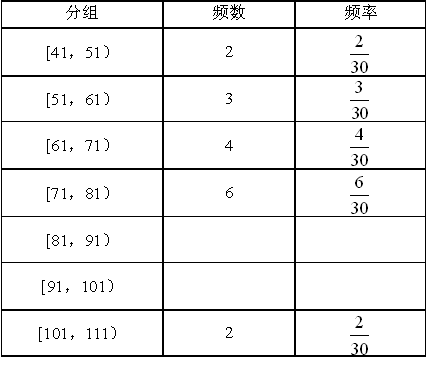 分组 频数 频率
[41，51） 2 2/30
[51，61） 3 3/30
[61，71） 4 4/30
[71，81） 6 6/30
[81，91）
[91，101）
[101，111） 2 2/30